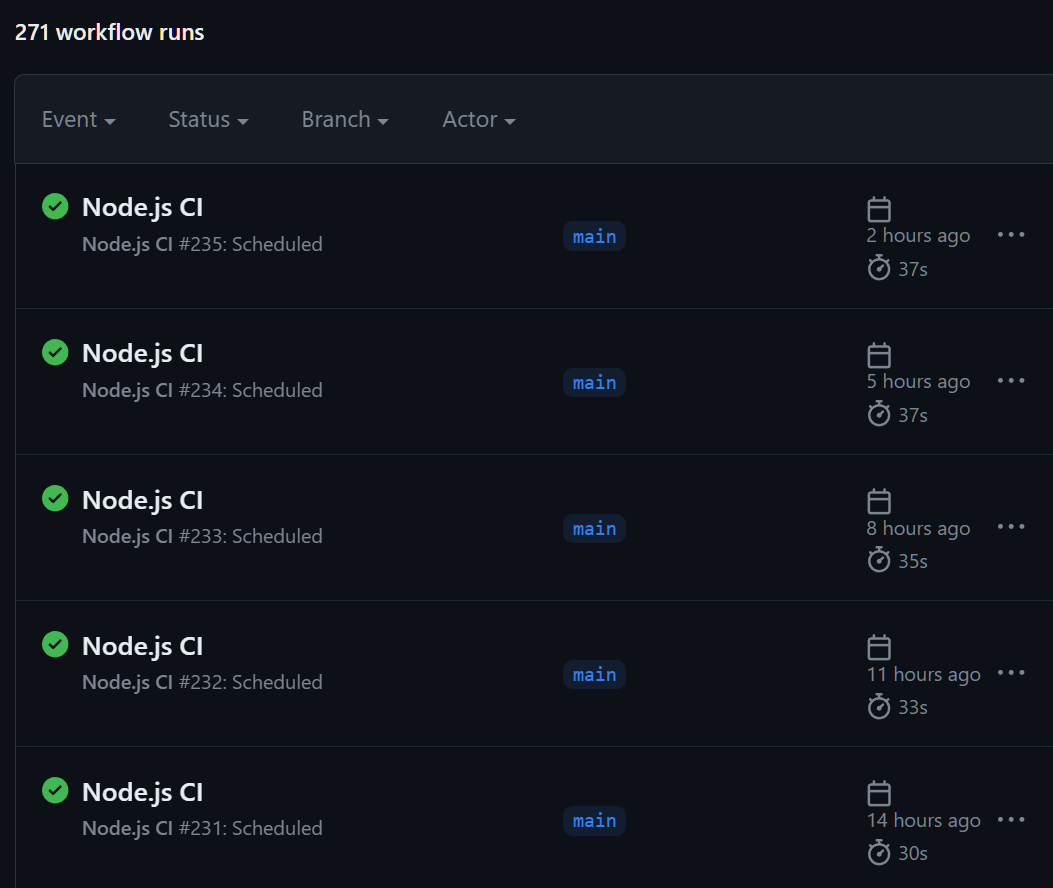 271 workflow runs
Event Status Branch Actor
Node.js CI
Node.js CI #235: Scheduled
main
2 hours ago
37s
Node.js CI
Node.js CI #234: Scheduled
main
5 hours ago
37s
Node.js CI
Node.js CI #233: Scheduled
main
8 hours ago
35s
Node.js CI
Node.js CI #232: Scheduled
main
11 hours ago
33s
Node.js CI
Node.js CI #231: Scheduled
main
14 hours ago
30s